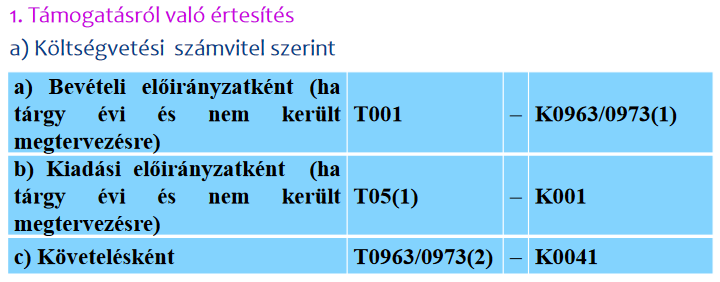 1. Támogatásról való értesítés
a) Költségvetési számvitel szerint
a) Bevételi előirányzatként (ha
tárgy évi és nem került
megtervezésre)
T001 – K0963/0973(1)
b) Kiadási előirányzatként (ha
tárgy évi és nem került
megtervezésre)
T05(1) – K001
c) Követelésként T0963/0973(2) – K0041